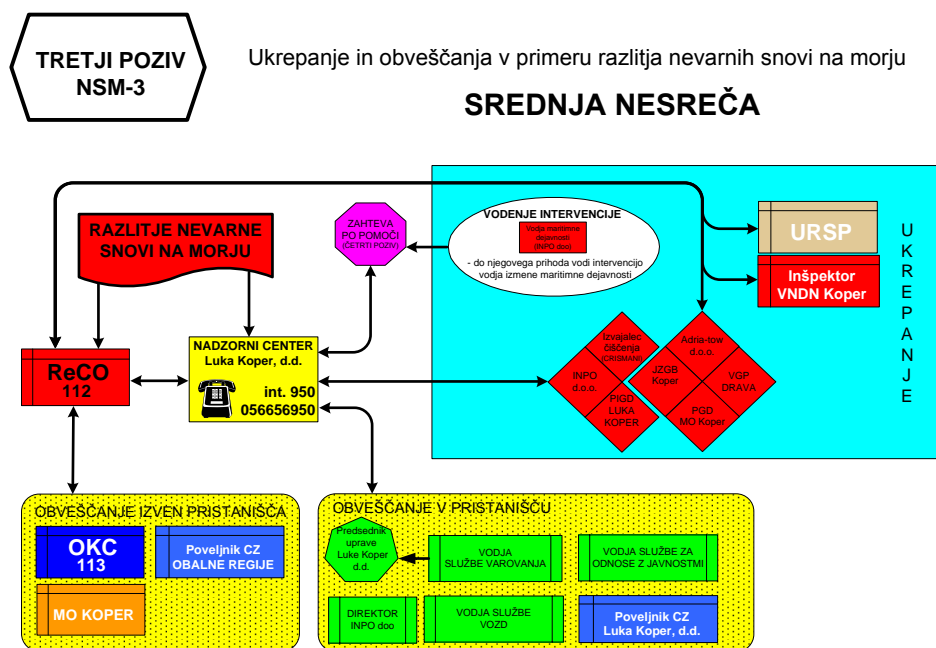 TRETJI POZIV
NSM-3
Ukrepanje in obveščanja v primeru razlitja nevarnih snovi na morju
SREDNJA NESREČA
RAZLITJE NEVARNE
SNOVI NA MORJU
ZAHTEVA
PO POMOČI
(ČETRTI POZIV)
VODENJE INTERVENCIJE
Vodja maritimne
dejavnosti
(INPO doo)
- do njegovega prihoda vodi intervencijo
vodja izmene maritimne dejavnosti
URSP
Inšpektor
VNDN Koper
UKREPANJE
ReCO
112
NADZORNI CENTER
Luka Koper, d.d.
int. 950
056656950
Izvajalec
čiščenja
(CRISMANI)
INPO
d.o.o.
PIGD
LUKA
KOPER
Adria-tow
d.o.o.
JZGB
Koper
VGP
DRAVA
PGD
MO Koper
OBVEŠČANJE IZVEN PRISTANIŠČA
OKC
113
Poveljnik CZ
OBALNE REGIJE
MO KOPER
OBVEŠČANJE V PRISTANIŠČU
Predsednik
uprave
Luke Koper
d.d.
VODJA
SLUŽBE VAROVANJA
VODJA SLUŽBE ZA
ODNOSE Z JAVNOSTMI
DIREKTOR
INPO doo
VODJA SLUŽBE
VOZD
Poveljnik CZ
Luka Koper, d.d.